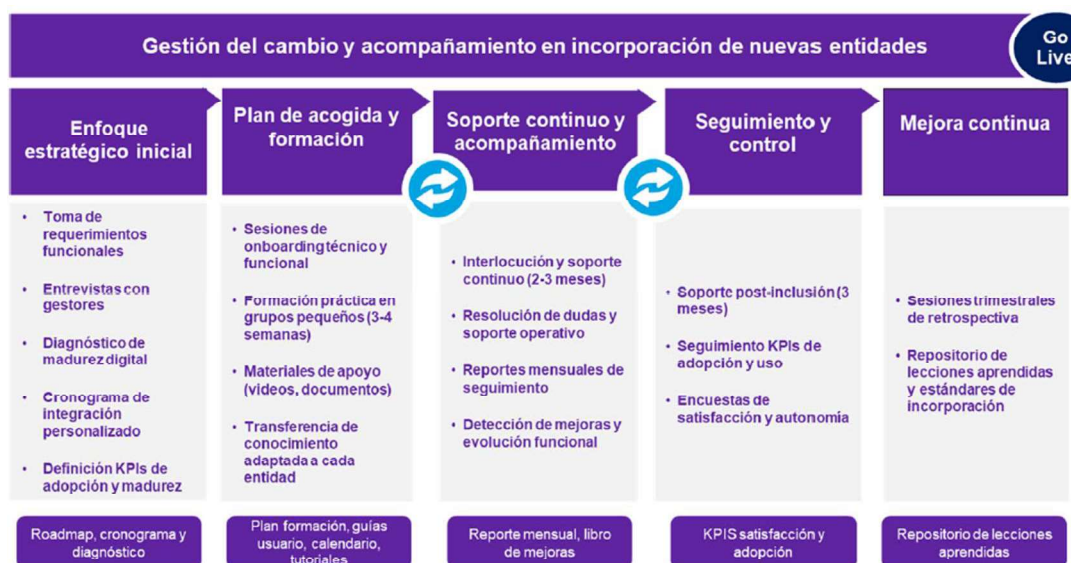 Gestión del cambio y acompañamiento en incorporación de nuevas entidades
Go
Live
Enfoque
estratégico inicial
Plan de acogida y
formación
Soporte continuo y
acompañamiento
Seguimiento y
control
Mejora continua
• Toma de
requerimientos
funcionales
• Entrevistas con
gestores
• Diagnóstico de
madurez digital
• Cronograma de
integración
personalizado
• Definición KPIs de
adopción y madurez
• Sesiones de
onboarding técnico y
funcional
• Formación práctica en
grupos pequeños (3-4
semanas)
• Materiales de apoyo
(videos, documentos)
• Transferencia de
conocimiento
adaptada a cada
entidad
• Interlocución y soporte
continuo (2-3 meses)
• Resolución de dudas y
soporte operativo
• Reportes mensuales de
seguimiento
• Detección de mejoras y
evolución funcional
• Soporte post-inclusión (3
meses)
• Seguimiento KPIs de
adopción y uso
• Encuestas de
satisfacción y autonomía
• Sesiones trimestrales
de retrospectiva
• Repositorio de
lecciones aprendidas
y estándares de
incorporación
Roadmap, cronograma y
diagnóstico
Plan formación, guías
usuario, calendario,
tutoriales
Reporte mensual, libro
de mejoras
KPIS satisfacción y
adopción
Repositorio de lecciones
aprendidas